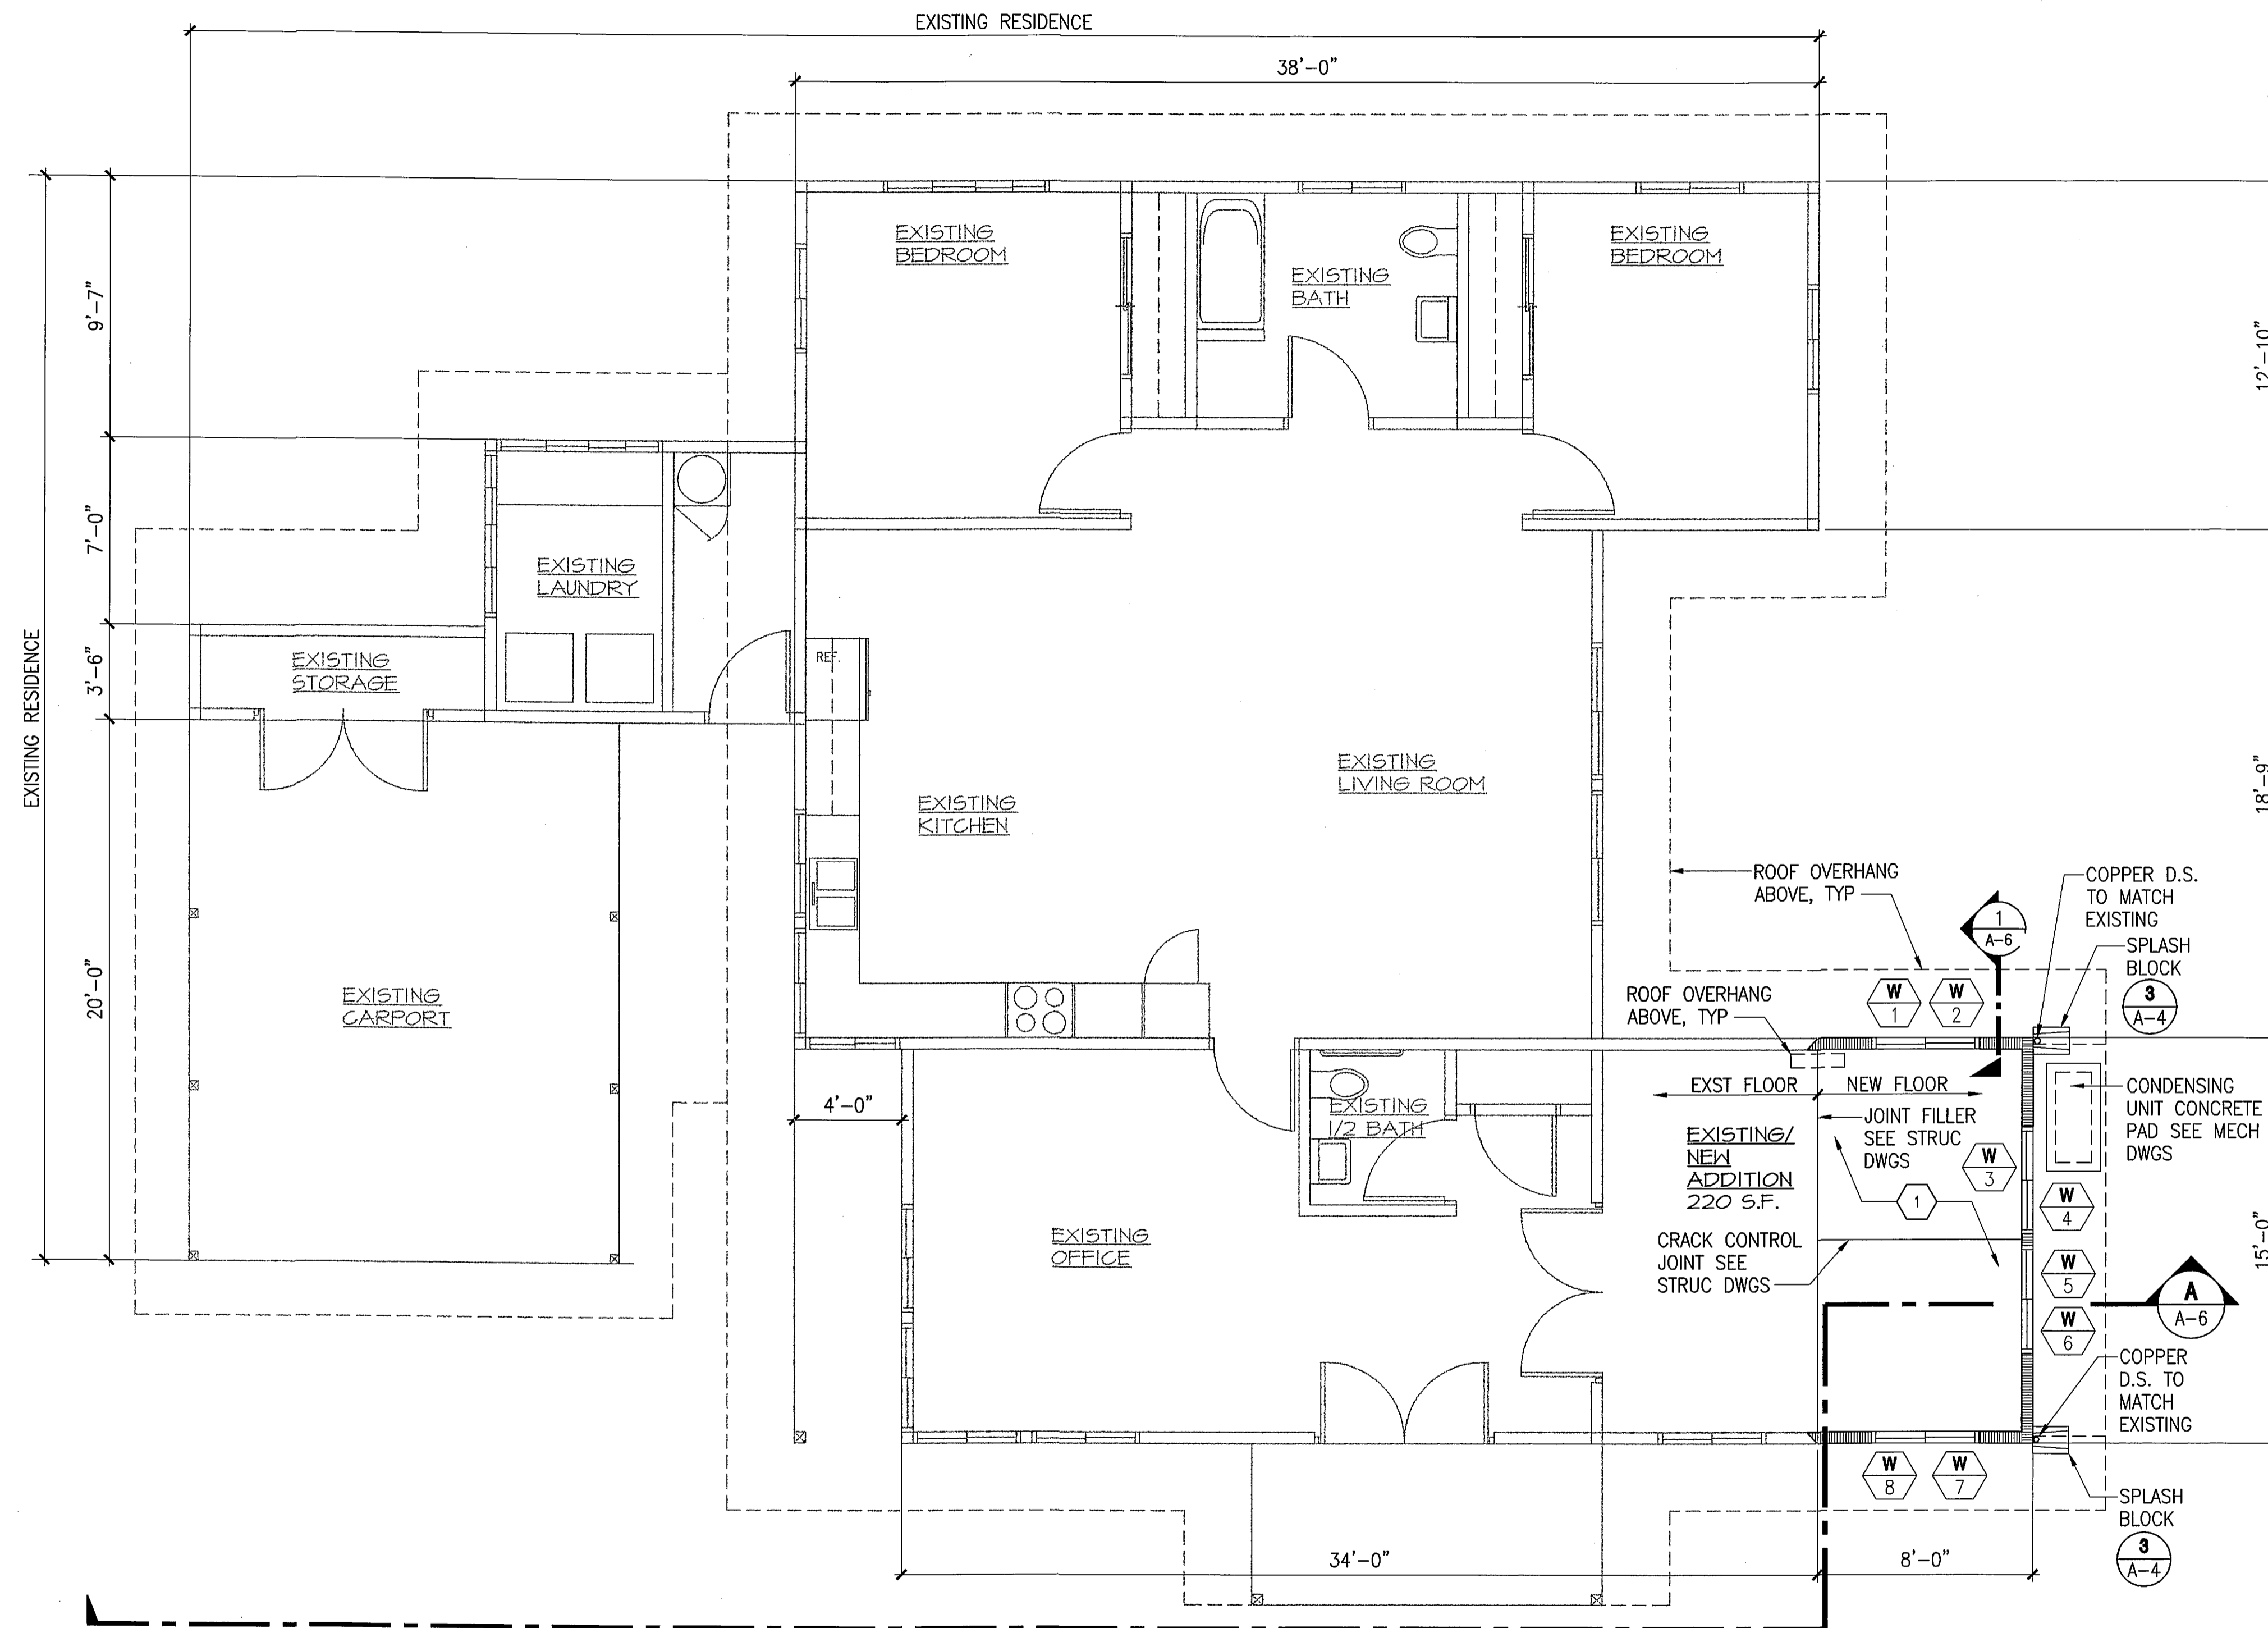 EXISTING RESIDENCE
38'-0"
EXISTING
BEDROOM
EXISTING
BATH
EXISTING
BEDROOM
9'-7"
12'-10"
7'-0"
EXISTING
LAUNDRY
EXISTING RESIDENCE
3'-6"
EXISTING
STORAGE
REF.
EXISTING
LIVING ROOM
EXISTING
KITCHEN
18'-9"
20'-0"
EXISTING
CARPORT
ROOF OVERHANG
ABOVE, TYP
1
A-6
COPPER D.S.
TO MATCH
EXISTING
SPLASH
BLOCK
3
A-4
ROOF OVERHANG
ABOVE, TYP
W
1
W
2
EXST FLOOR
NEW FLOOR
CONDENSING
UNIT CONCRETE
PAD SEE MECH
DWGS
4'-0"
EXISTING
1/2 BATH
EXISTING/
NEW
ADDITION
220 S.F.
JOINT FILLER
SEE STRUC
DWGS
W
3
1
W
4
EXISTING
OFFICE
CRACK CONTROL
JOINT SEE
STRUC DWGS
W
5
15'-0"
W
6
A
A-6
COPPER
D.S. TO
MATCH
EXISTING
W
8
W
7
SPLASH
BLOCK
3
A-4
34'-0"
8'-0"